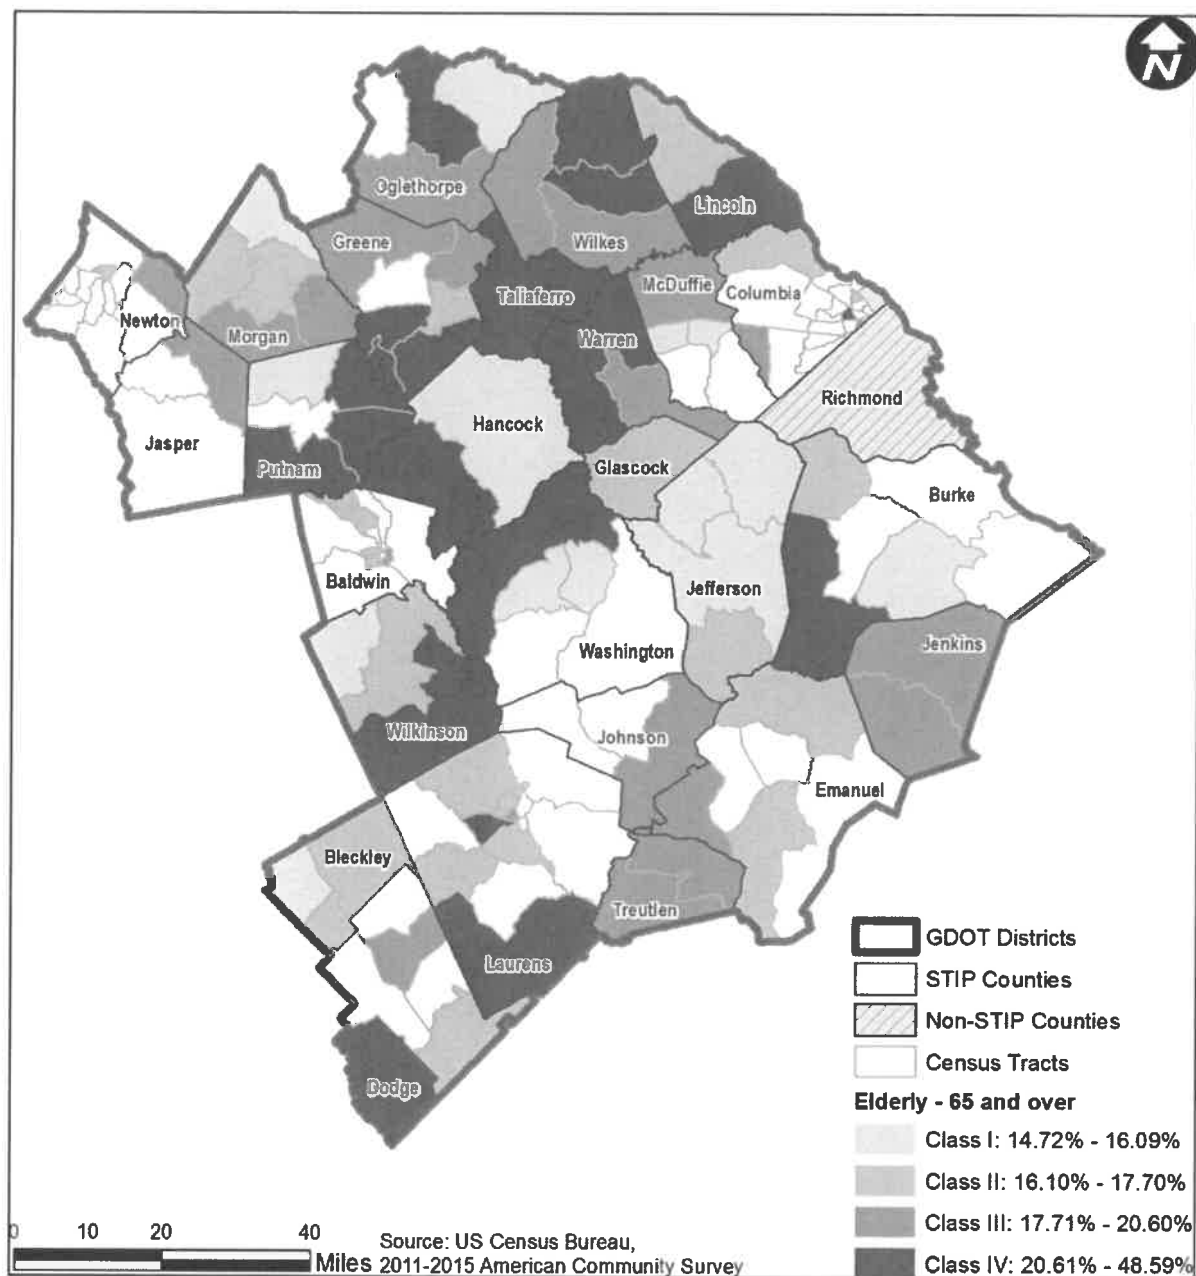 N
Oglethorpe
Lincoln
Greene
Wilkes
Taliaferro
McDuffie
Columbia
Newton
Morgan
Warren
Richmond
Hancock
Jasper
Putnam
Glascock
Burke
Baldwin
Jefferson
Washington
Jenkins
Wilkinson
Johnson
Emanuel
Bleckley
Treutlen
Laurens
Dodge
GDOT Districts
STIP Counties
Non-STIP Counties
Census Tracts
Elderly - 65 and over
Class I: 14.72% - 16.09%
Class II: 16.10% - 17.70%
Class III: 17.71% - 20.60%
Class IV: 20.61% - 48.59%
0 10 20 40
Miles
Source: US Census Bureau,
2011-2015 American Community Survey